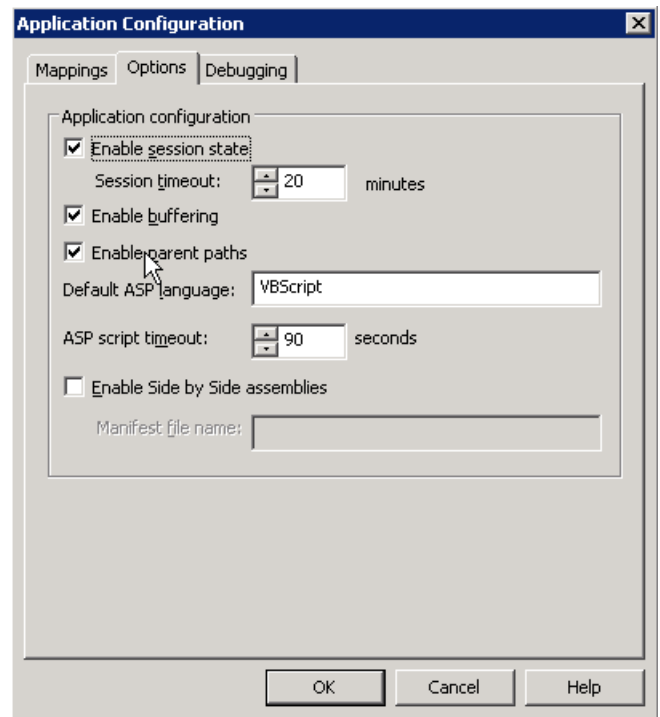 Application Configuration
Mappings Options Debugging
Application configuration
Enable session state
Session timeout: 20 minutes
Enable buffering
Enable parent paths
Default ASP language: VBScript
ASP script timeout: 90 seconds
Enable Side by Side assemblies
Manifest file name:
OK Cancel Help